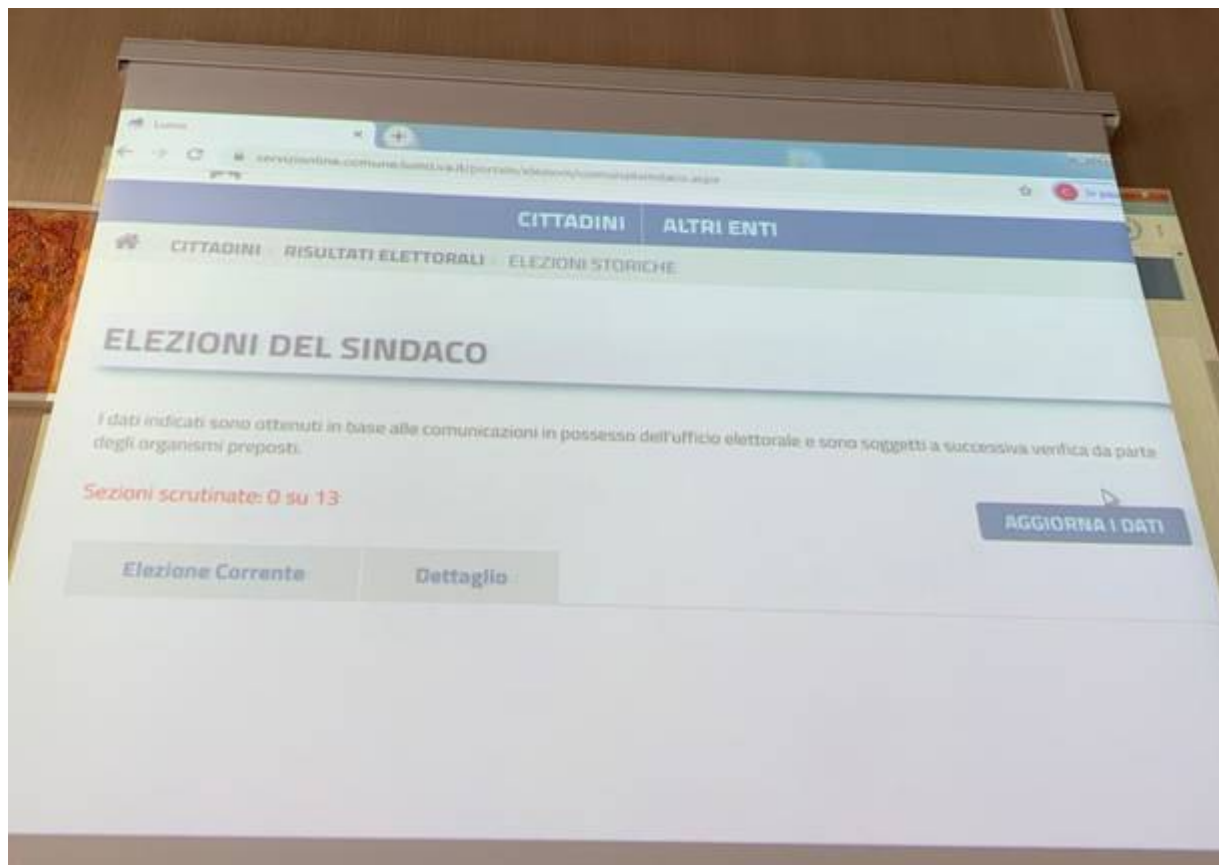 Luino
CITTADINI ALTRI ENTI
CITTADINI RISULTATI ELETTORALI ELEZIONI STORICHE
ELEZIONI DEL SINDACO
I dati indicati sono ottenuti in base alle comunicazioni in possesso dell'ufficio elettorale e sono soggetti a successiva verifica da parte
degli organismi preposti.
Sezioni scrutinate: 0 su 13
AGGIORNA I DATI
Elezione Corrente Dettaglio